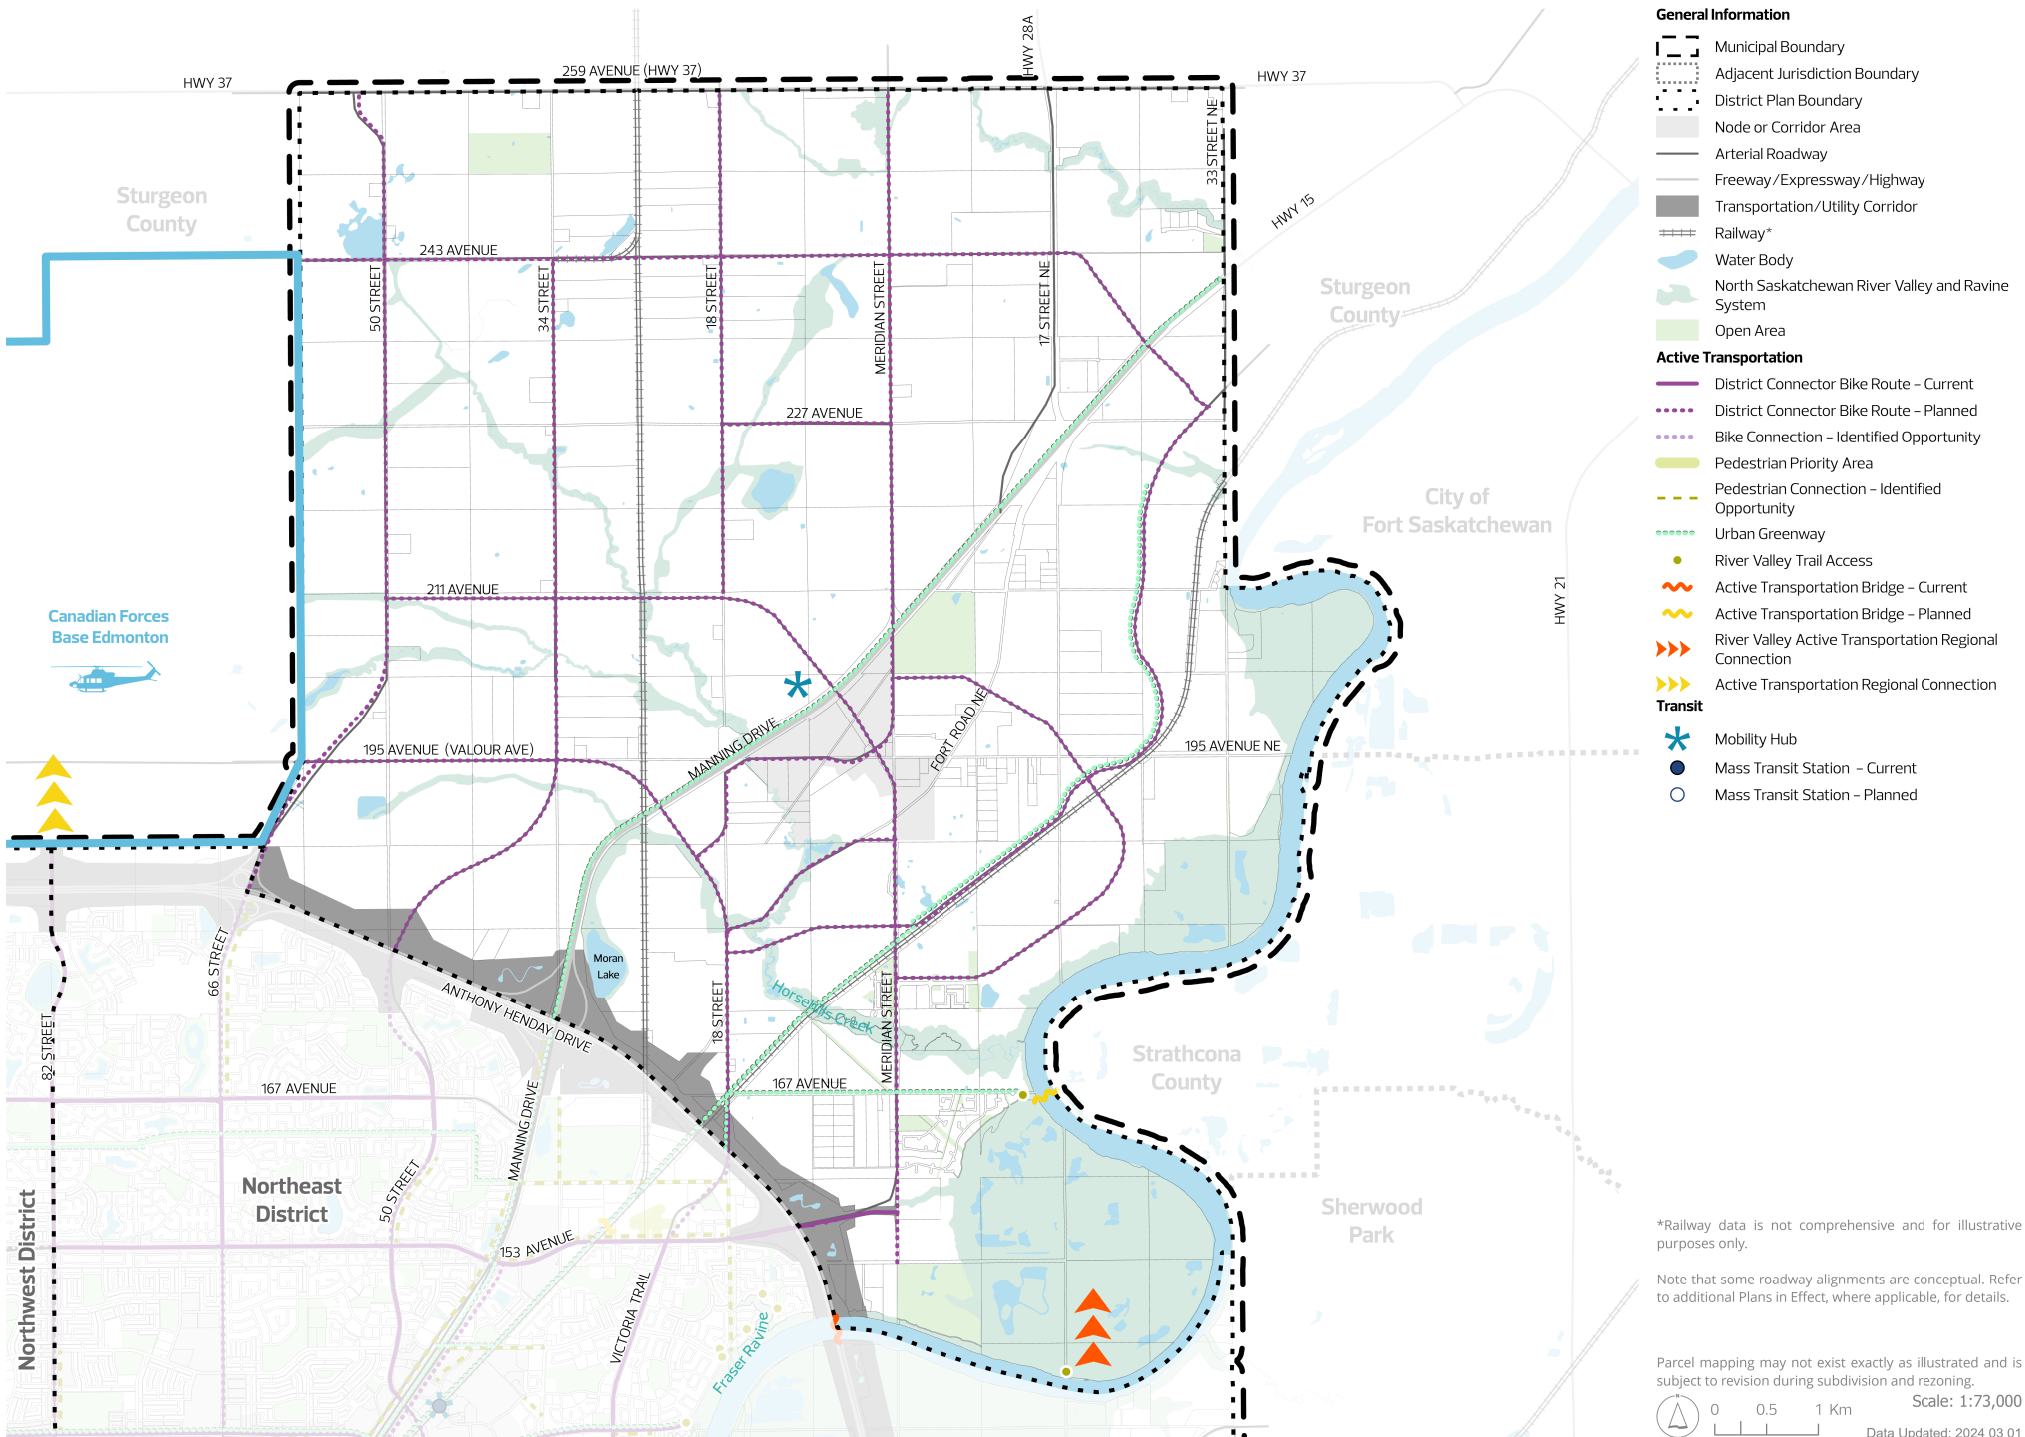 HWY 37
259 AVENUE (HWY 37)
HWY 28A
HWY 37
33 STREET NE
HWY 15
Sturgeon
County
243 AVENUE
50 STREET
34 STREET
18 STREET
MERIDIAN STREET
17 STREET NE
Sturgeon
County
227 AVENUE
City of
Fort Saskatchewan
HWY 21
211 AVENUE
Canadian Forces
Base Edmonton
MANNING DRIVE
FORT ROAD NE
195 AVENUE (VALOUR AVE)
195 AVENUE NE
66 STREET
Moran
Lake
ANTHONY HENDAY DRIVE
18 STREET
Horsehills Creek
MERIDIAN STREET
82 STREET
167 AVENUE
167 AVENUE
MANNING DRIVE
Strathcona
County
Northeast
District
50 STREET
Northwest District
153 AVENUE
VICTORIA TRAIL
Fraser Ravine
Sherwood
Park
General Information
Municipal Boundary
Adjacent Jurisdiction Boundary
District Plan Boundary
Node or Corridor Area
Arterial Roadway
Freeway/Expressway/Highway
Transportation/Utility Corridor
Railway*
Water Body
North Saskatchewan River Valley and Ravine
System
Open Area
Active Transportation
District Connector Bike Route – Current
District Connector Bike Route – Planned
Bike Connection – Identified Opportunity
Pedestrian Priority Area
Pedestrian Connection – Identified
Opportunity
Urban Greenway
River Valley Trail Access
Active Transportation Bridge – Current
Active Transportation Bridge – Planned
River Valley Active Transportation Regional
Connection
Active Transportation Regional Connection
Transit
Mobility Hub
Mass Transit Station – Current
Mass Transit Station – Planned
*Railway data is not comprehensive and for illustrative
purposes only.
Note that some roadway alignments are conceptual. Refer
to additional Plans in Effect, where applicable, for details.
Parcel mapping may not exist exactly as illustrated and is
subject to revision during subdivision and rezoning.
Scale: 1:73,000
N
0 0.5 1 Km
Data Updated: 2024 03 01